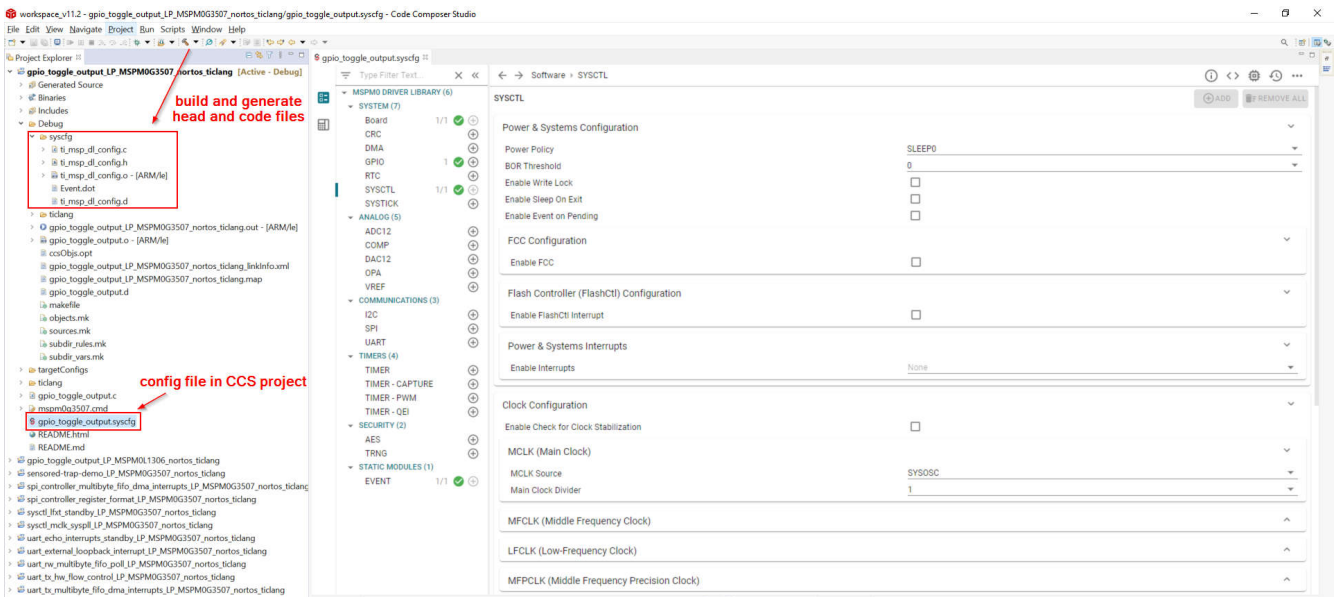 workspace_v11.2 - gpio_toggle_output_LP_MSPM0G3507_nortos_ticlang/gpio_toggle_output.syscfg - Code Composer Studio
File Edit View Navigate Project Run Scripts Window Help
Project Explorer
gpio_toggle_output_LP_MSPM0G3507_nortos_ticlang [Active - Debug]
Generated Source
Binaries
Includes
Debug
syscfg
ti_msp_dl_config.c
ti_msp_dl_config.h
ti_msp_dl_config.o - [ARM/le]
Event.dot
ti_msp_dl_config.d
ticlang
gpio_toggle_output_LP_MSPM0G3507_nortos_ticlang.out - [ARM/le]
gpio_toggle_output.o - [ARM/le]
ccsObjs.opt
gpio_toggle_output_LP_MSPM0G3507_nortos_ticlang_linkInfo.xml
gpio_toggle_output_LP_MSPM0G3507_nortos_ticlang.map
gpio_toggle_output.d
makefile
objects.mk
sources.mk
subdir_rules.mk
subdir_vars.mk
targetConfigs
ticlang
gpio_toggle_output.c
mspm0g3507.cmd
gpio_toggle_output.syscfg
README.html
README.md
gpio_toggle_output_LP_MSPM0L1306_nortos_ticlang
sensored-trap-demo_LP_MSPM0G3507_nortos_ticlang
spi_controller_multibyte_fifo_dma_interrupts_LP_MSPM0G3507_nortos_ticlang
spi_controller_register_format_LP_MSPM0G3507_nortos_ticlang
sysctl_lfxt_standby_LP_MSPM0G3507_nortos_ticlang
sysctl_mclk_syspll_LP_MSPM0G3507_nortos_ticlang
uart_echo_interrupts_standby_LP_MSPM0G3507_nortos_ticlang
uart_external_loopback_interrupt_LP_MSPM0G3507_nortos_ticlang
uart_rw_multibyte_fifo_poll_LP_MSPM0G3507_nortos_ticlang
uart_tx_hw_flow_control_LP_MSPM0G3507_nortos_ticlang
uart_tx_multibyte_fifo_dma_interrupts_LP_MSPM0G3507_nortos_ticlang
build and generate
head and code files
config file in CCS project
gpio_toggle_output.syscfg
Type Filter Text...
MSPM0 DRIVER LIBRARY (6)
SYSTEM (7)
Board 1/1
CRC
DMA
GPIO 1
RTC
SYSCTL 1/1
SYSTICK
ANALOG (5)
ADC12
COMP
DAC12
OPA
VREF
COMMUNICATIONS (3)
I2C
SPI
UART
TIMERS (4)
TIMER
TIMER - CAPTURE
TIMER - PWM
TIMER - QEI
SECURITY (2)
AES
TRNG
STATIC MODULES (1)
EVENT 1/1
Software › SYSCTL
SYSCTL
ADD REMOVE ALL
Power & Systems Configuration
Power Policy SLEEP0
BOR Threshold 0
Enable Write Lock
Enable Sleep On Exit
Enable Event on Pending
FCC Configuration
Enable FCC
Flash Controller (FlashCtl) Configuration
Enable FlashCtl Interrupt
Power & Systems Interrupts
Enable Interrupts None
Clock Configuration
Enable Check for Clock Stabilization
MCLK (Main Clock)
MCLK Source SYSOSC
Main Clock Divider 1
MFCLK (Middle Frequency Clock)
LFCLK (Low-Frequency Clock)
MFPCLK (Middle Frequency Precision Clock)